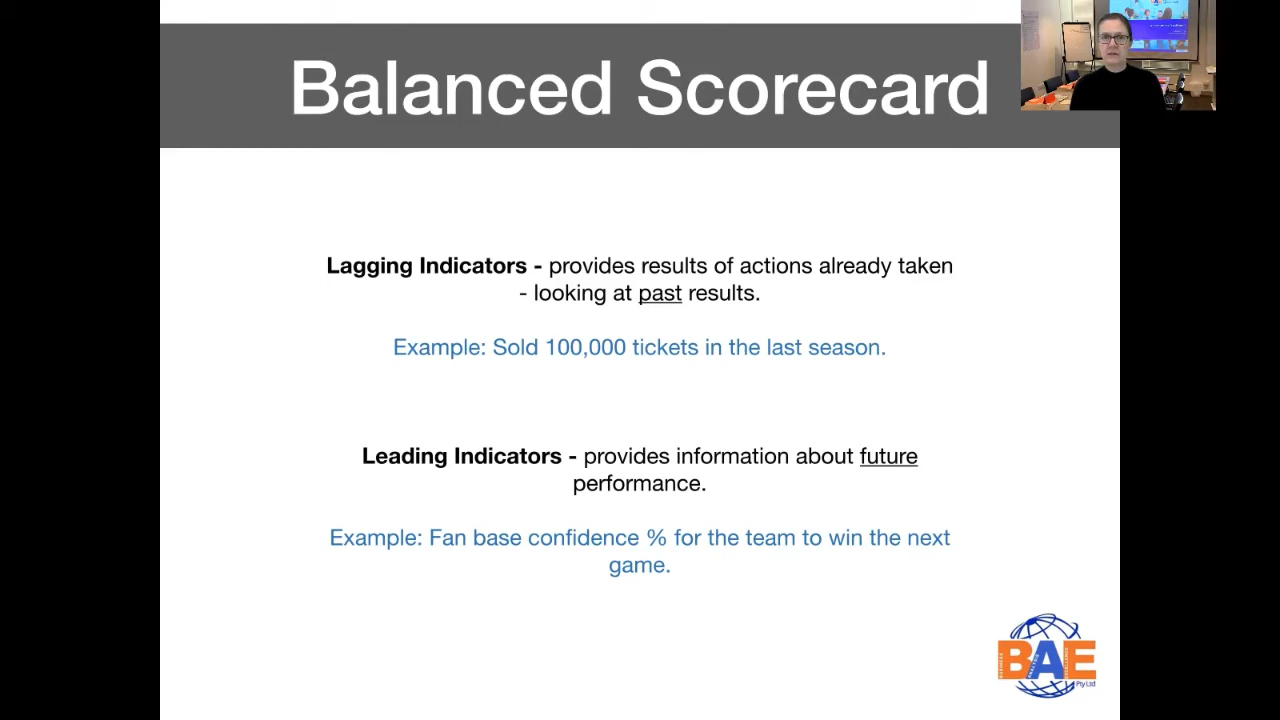 Balanced Scorecard
Lagging Indicators - provides results of actions already taken
- looking at past results.
Example: Sold 100,000 tickets in the last season.
Leading Indicators - provides information about future
performance.
Example: Fan base confidence % for the team to win the next
game.
BAE
Pty Ltd